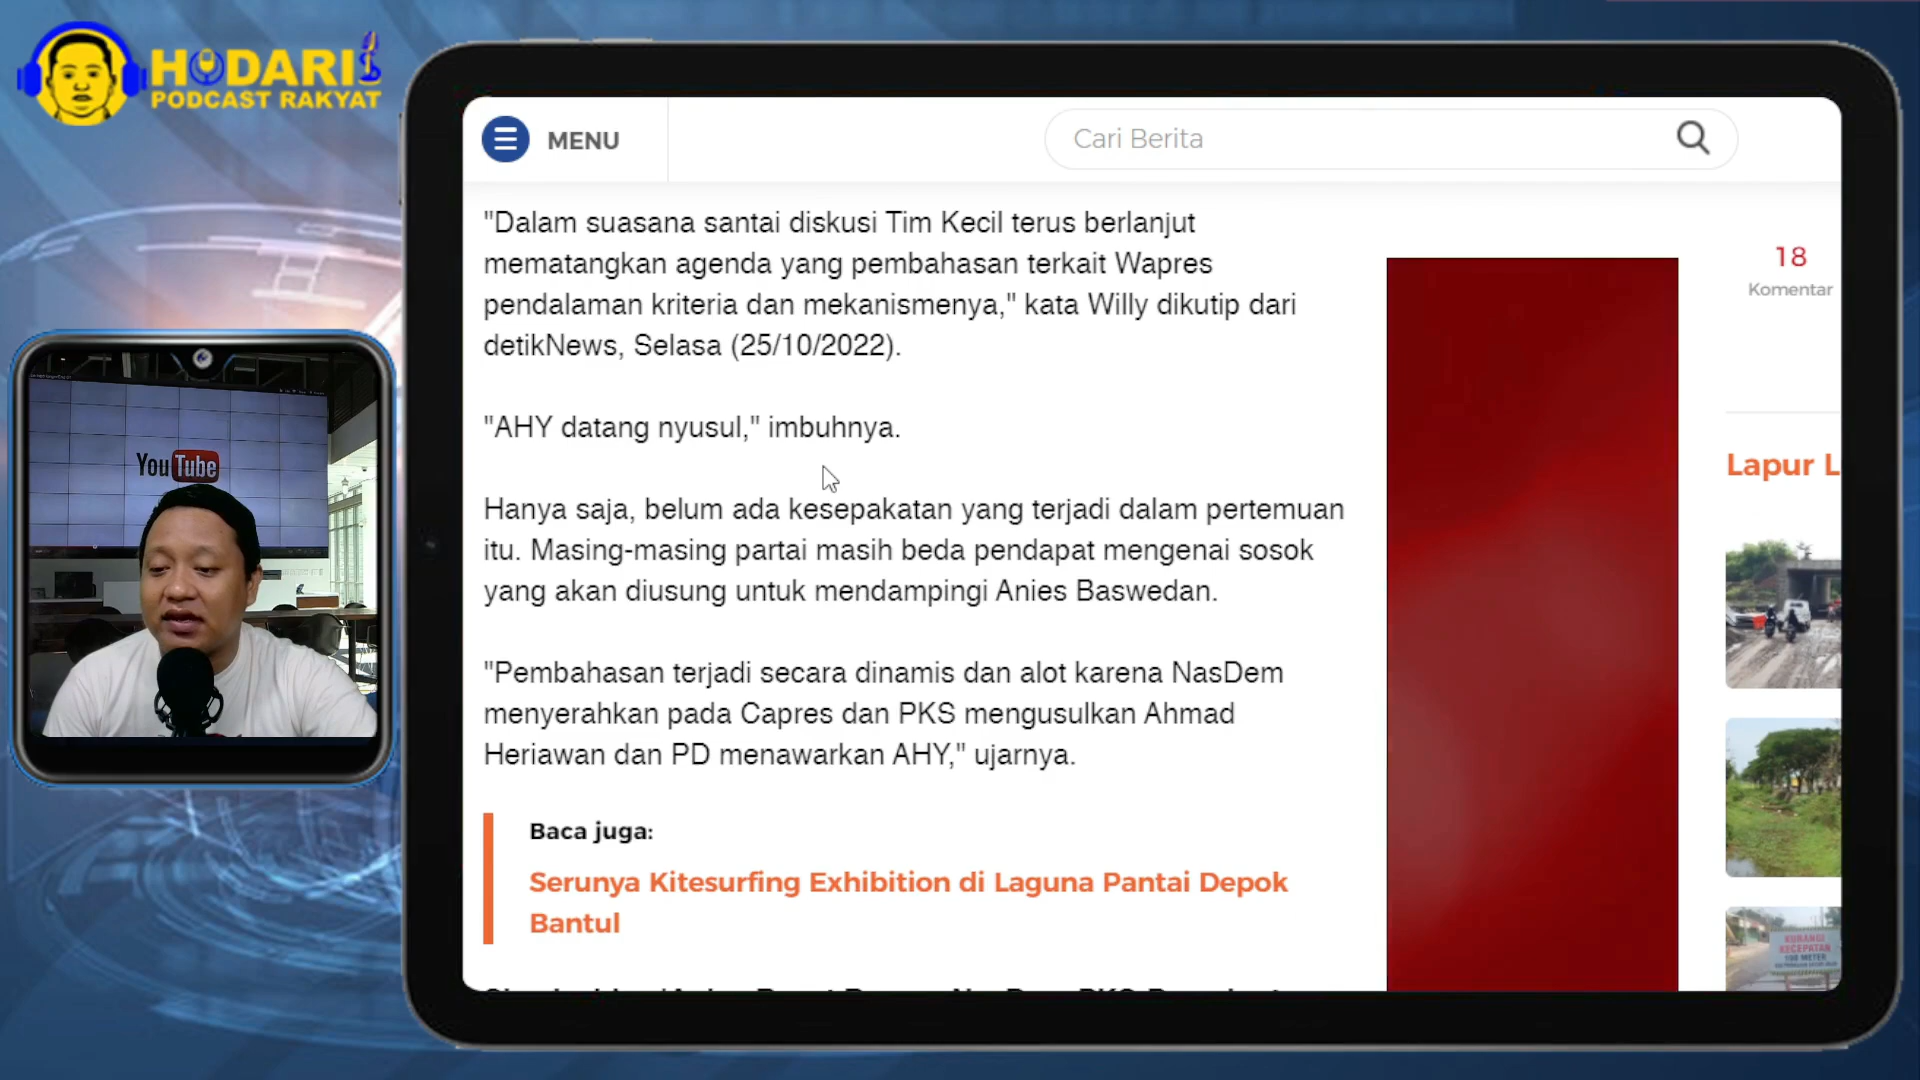 HODARI
PODCAST RAKYAT
MENU
Cari Berita
"Dalam suasana santai diskusi Tim Kecil terus berlanjut
mematangkan agenda yang pembahasan terkait Wapres
pendalaman kriteria dan mekanismenya," kata Willy dikutip dari
detikNews, Selasa (25/10/2022).
"AHY datang nyusul," imbuhnya.
Hanya saja, belum ada kesepakatan yang terjadi dalam pertemuan
itu. Masing-masing partai masih beda pendapat mengenai sosok
yang akan diusung untuk mendampingi Anies Baswedan.
"Pembahasan terjadi secara dinamis dan alot karena NasDem
menyerahkan pada Capres dan PKS mengusulkan Ahmad
Heriawan dan PD menawarkan AHY," ujarnya.
Baca juga:
Serunya Kitesurfing Exhibition di Laguna Pantai Depok
Bantul
18
Komentar
Lapur L
YouTube
KURANGI
KECEPATAN
100 METER